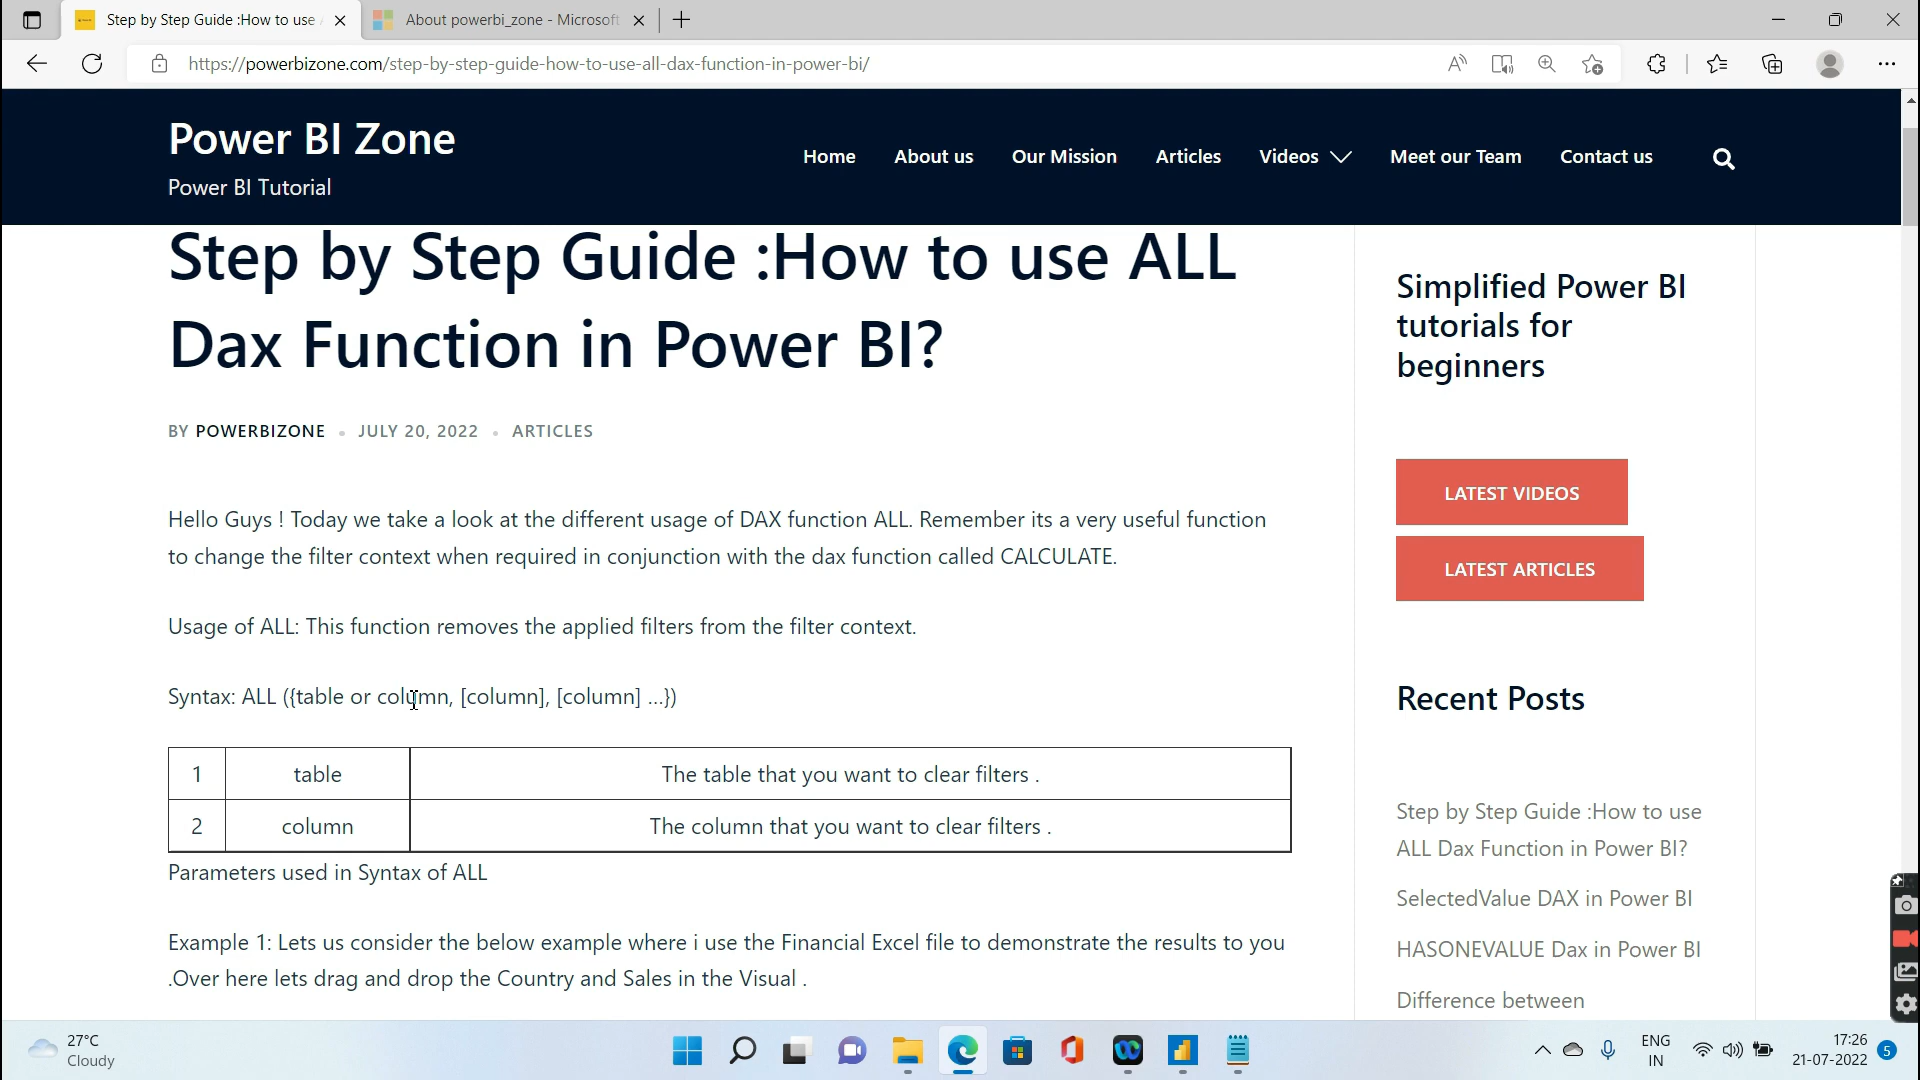 Step by Step Guide :How to use
About powerbi_zone - Microsoft
https://powerbizone.com/step-by-step-guide-how-to-use-all-dax-function-in-power-bi/
Power BI Zone
Power BI Tutorial
Home
About us
Our Mission
Articles
Videos
Meet our Team
Contact us
Step by Step Guide :How to use ALL
Dax Function in Power BI?
BY POWERBIZONE • JULY 20, 2022 • ARTICLES
Hello Guys ! Today we take a look at the different usage of DAX function ALL. Remember its a very useful function
to change the filter context when required in conjunction with the dax function called CALCULATE.
Usage of ALL: This function removes the applied filters from the filter context.
Syntax: ALL ({table or column, [column], [column] ...})
1 table The table that you want to clear filters .
2 column The column that you want to clear filters .
Parameters used in Syntax of ALL
Example 1: Lets us consider the below example where i use the Financial Excel file to demonstrate the results to you
.Over here lets drag and drop the Country and Sales in the Visual .
Simplified Power BI
tutorials for
beginners
LATEST VIDEOS
LATEST ARTICLES
Recent Posts
Step by Step Guide :How to use
ALL Dax Function in Power BI?
SelectedValue DAX in Power BI
HASONEVALUE Dax in Power BI
Difference between
27°C
Cloudy
ENG
IN
17:26
21-07-2022
5